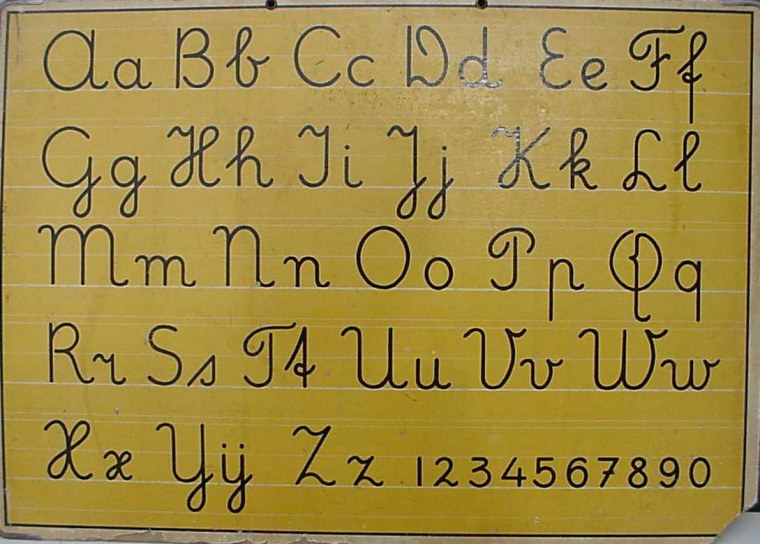 Aa Bb Cc Dd Ee Ff
Gg Hh Ii Jj Kk Ll
Mm Nn Oo Pp Qq
Rr Ss Tt Uu Vv Ww
Xx Yÿ Zz 1234567890